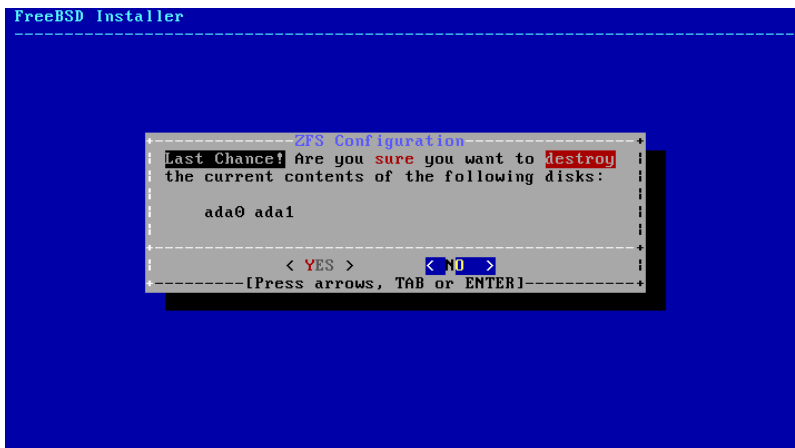 FreeBSD Installer
ZFS Configuration
Last Chance! Are you sure you want to destroy
the current contents of the following disks:
ada0 ada1
< YES > < NO >
[Press arrows, TAB or ENTER]